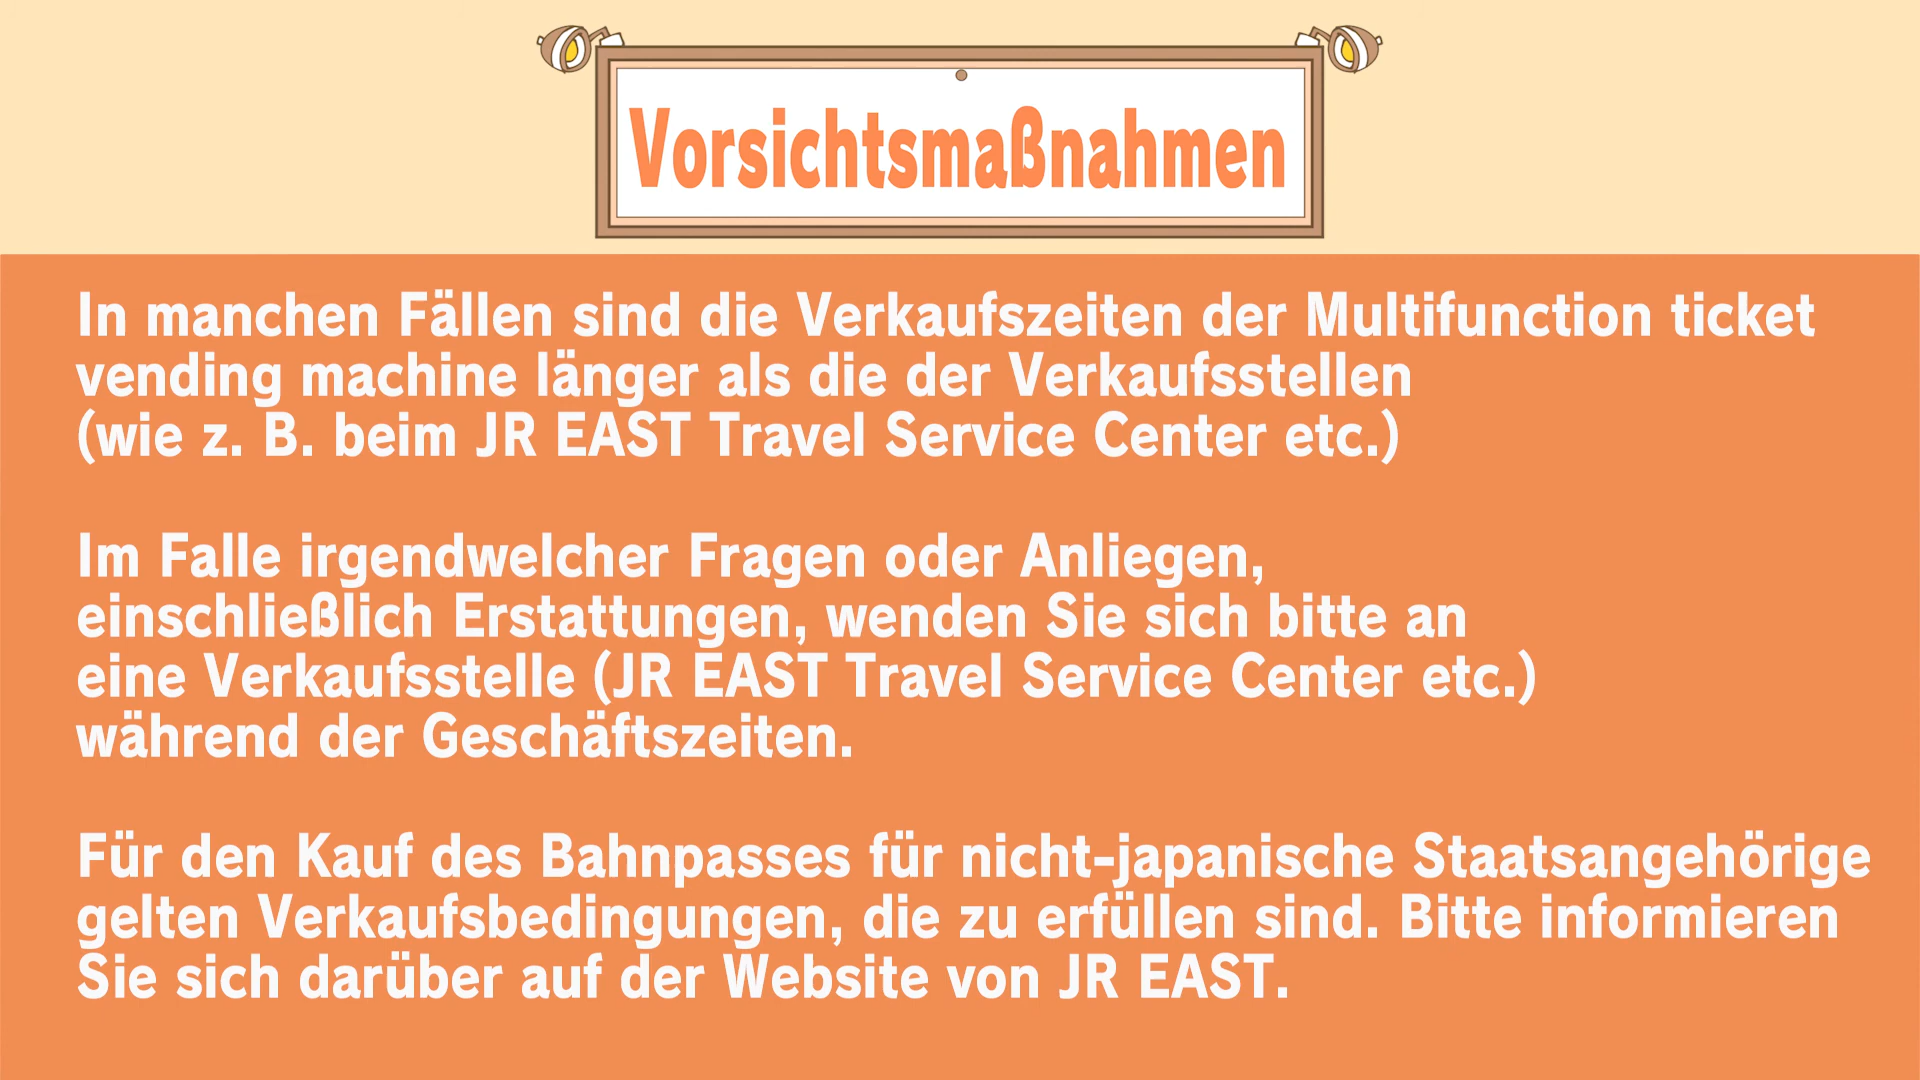 Vorsichtsmaßnahmen
In manchen Fällen sind die Verkaufszeiten der Multifunction ticket
vending machine länger als die der Verkaufsstellen
(wie z. B. beim JR EAST Travel Service Center etc.)
Im Falle irgendwelcher Fragen oder Anliegen,
einschließlich Erstattungen, wenden Sie sich bitte an
eine Verkaufsstelle (JR EAST Travel Service Center etc.)
während der Geschäftszeiten.
Für den Kauf des Bahnpasses für nicht-japanische Staatsangehörige
gelten Verkaufsbedingungen, die zu erfüllen sind. Bitte informieren
Sie sich darüber auf der Website von JR EAST.